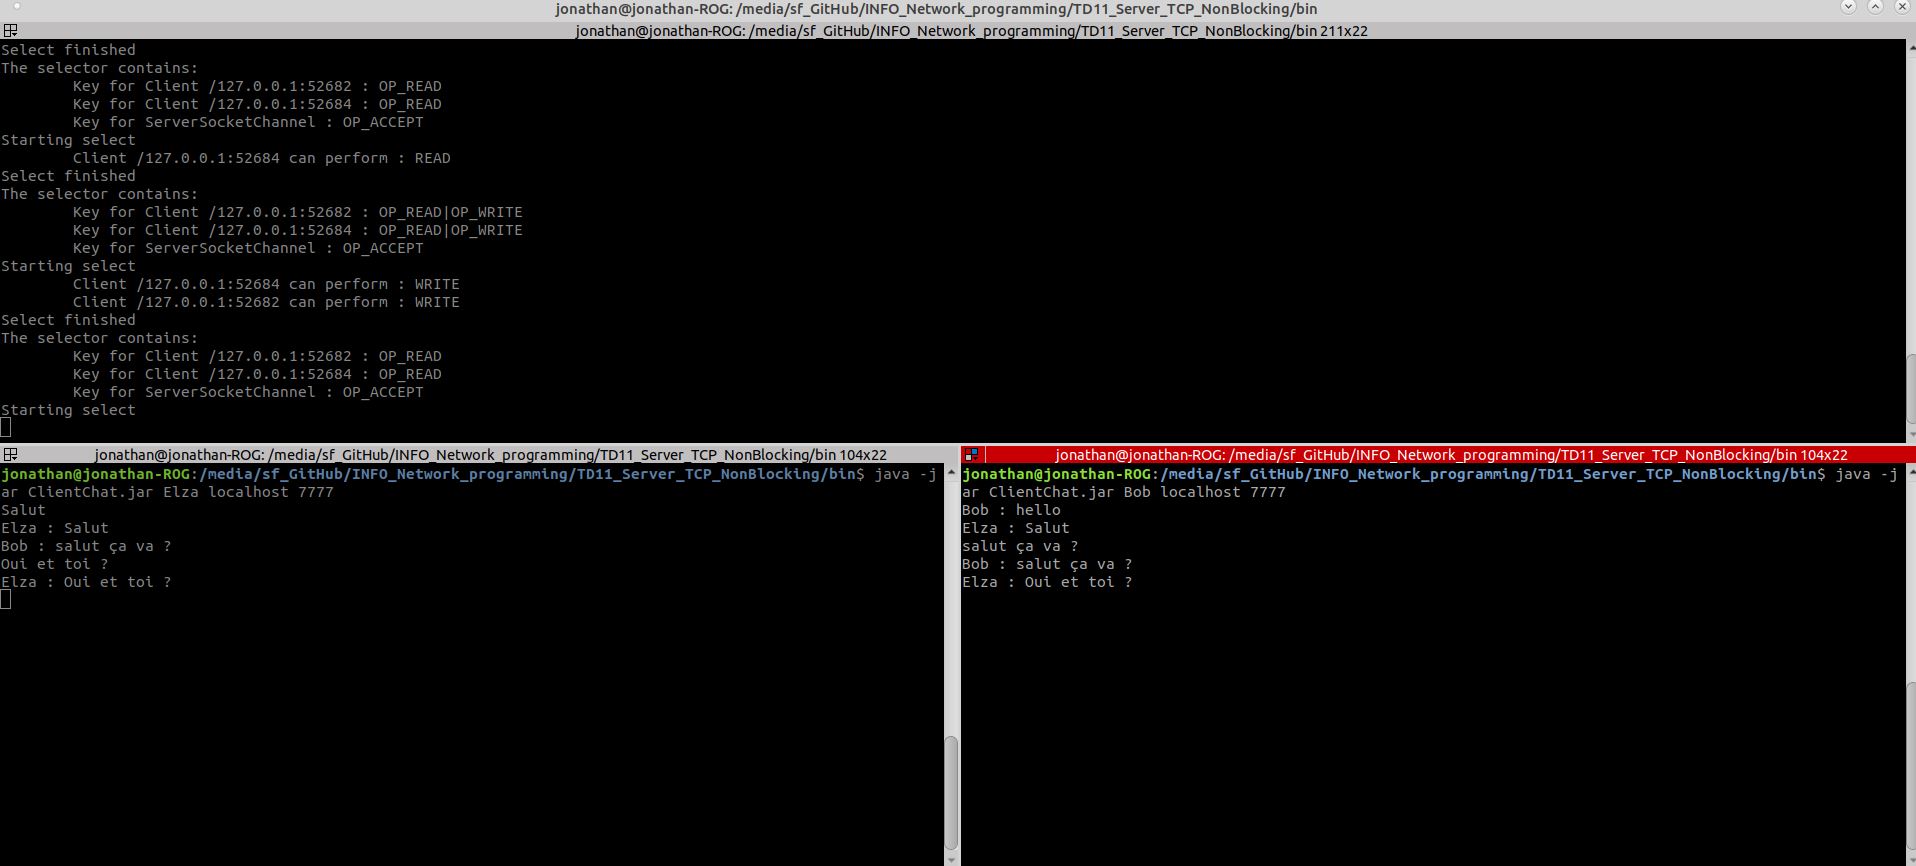 jonathan@jonathan-ROG: /media/sf_GitHub/INFO_Network_programming/TD11_Server_TCP_NonBlocking/bin
jonathan@jonathan-ROG: /media/sf_GitHub/INFO_Network_programming/TD11_Server_TCP_NonBlocking/bin 211x22
Select finished
The selector contains:
Key for Client /127.0.0.1:52682 : OP_READ
Key for Client /127.0.0.1:52684 : OP_READ
Key for ServerSocketChannel : OP_ACCEPT
Starting select
Client /127.0.0.1:52684 can perform : READ
Select finished
The selector contains:
Key for Client /127.0.0.1:52682 : OP_READ|OP_WRITE
Key for Client /127.0.0.1:52684 : OP_READ|OP_WRITE
Key for ServerSocketChannel : OP_ACCEPT
Starting select
Client /127.0.0.1:52684 can perform : WRITE
Client /127.0.0.1:52682 can perform : WRITE
Select finished
The selector contains:
Key for Client /127.0.0.1:52682 : OP_READ
Key for Client /127.0.0.1:52684 : OP_READ
Key for ServerSocketChannel : OP_ACCEPT
Starting select
jonathan@jonathan-ROG: /media/sf_GitHub/INFO_Network_programming/TD11_Server_TCP_NonBlocking/bin 104x22
jonathan@jonathan-ROG:/media/sf_GitHub/INFO_Network_programming/TD11_Server_TCP_NonBlocking/bin$ java -j
ar ClientChat.jar Elza localhost 7777
Salut
Elza : Salut
Bob : salut ça va ?
Oui et toi ?
Elza : Oui et toi ?
jonathan@jonathan-ROG: /media/sf_GitHub/INFO_Network_programming/TD11_Server_TCP_NonBlocking/bin 104x22
jonathan@jonathan-ROG:/media/sf_GitHub/INFO_Network_programming/TD11_Server_TCP_NonBlocking/bin$ java -j
ar ClientChat.jar Bob localhost 7777
Bob : hello
Elza : Salut
salut ça va ?
Bob : salut ça va ?
Elza : Oui et toi ?